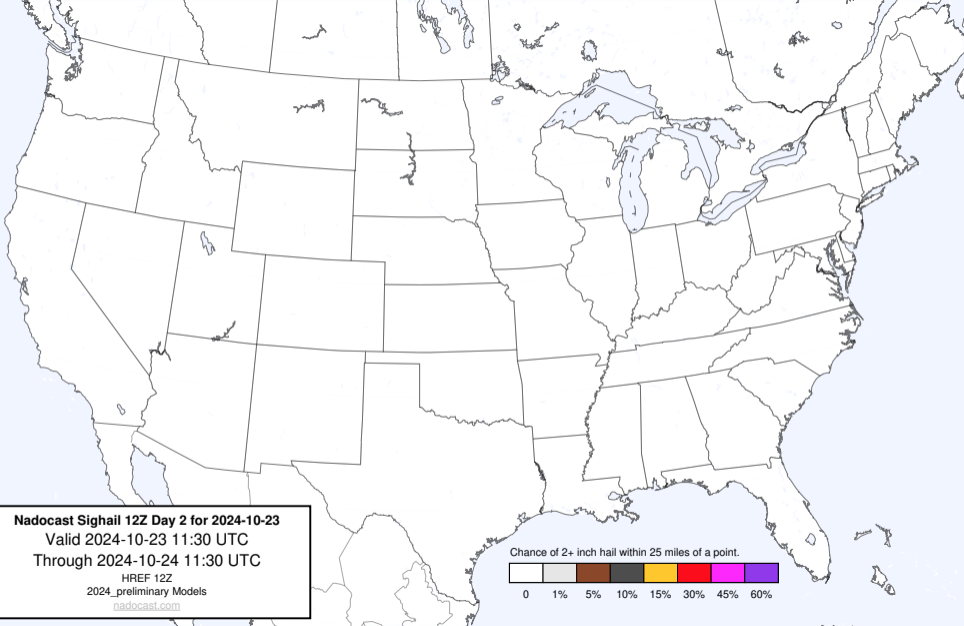 Nadocast Sighail 12Z Day 2 for 2024-10-23
Valid 2024-10-23 11:30 UTC
Through 2024-10-24 11:30 UTC
HREF 12Z
2024_preliminary Models
nadocast.com
Chance of 2+ inch hail within 25 miles of a point.
0 1% 5% 10% 15% 30% 45% 60%